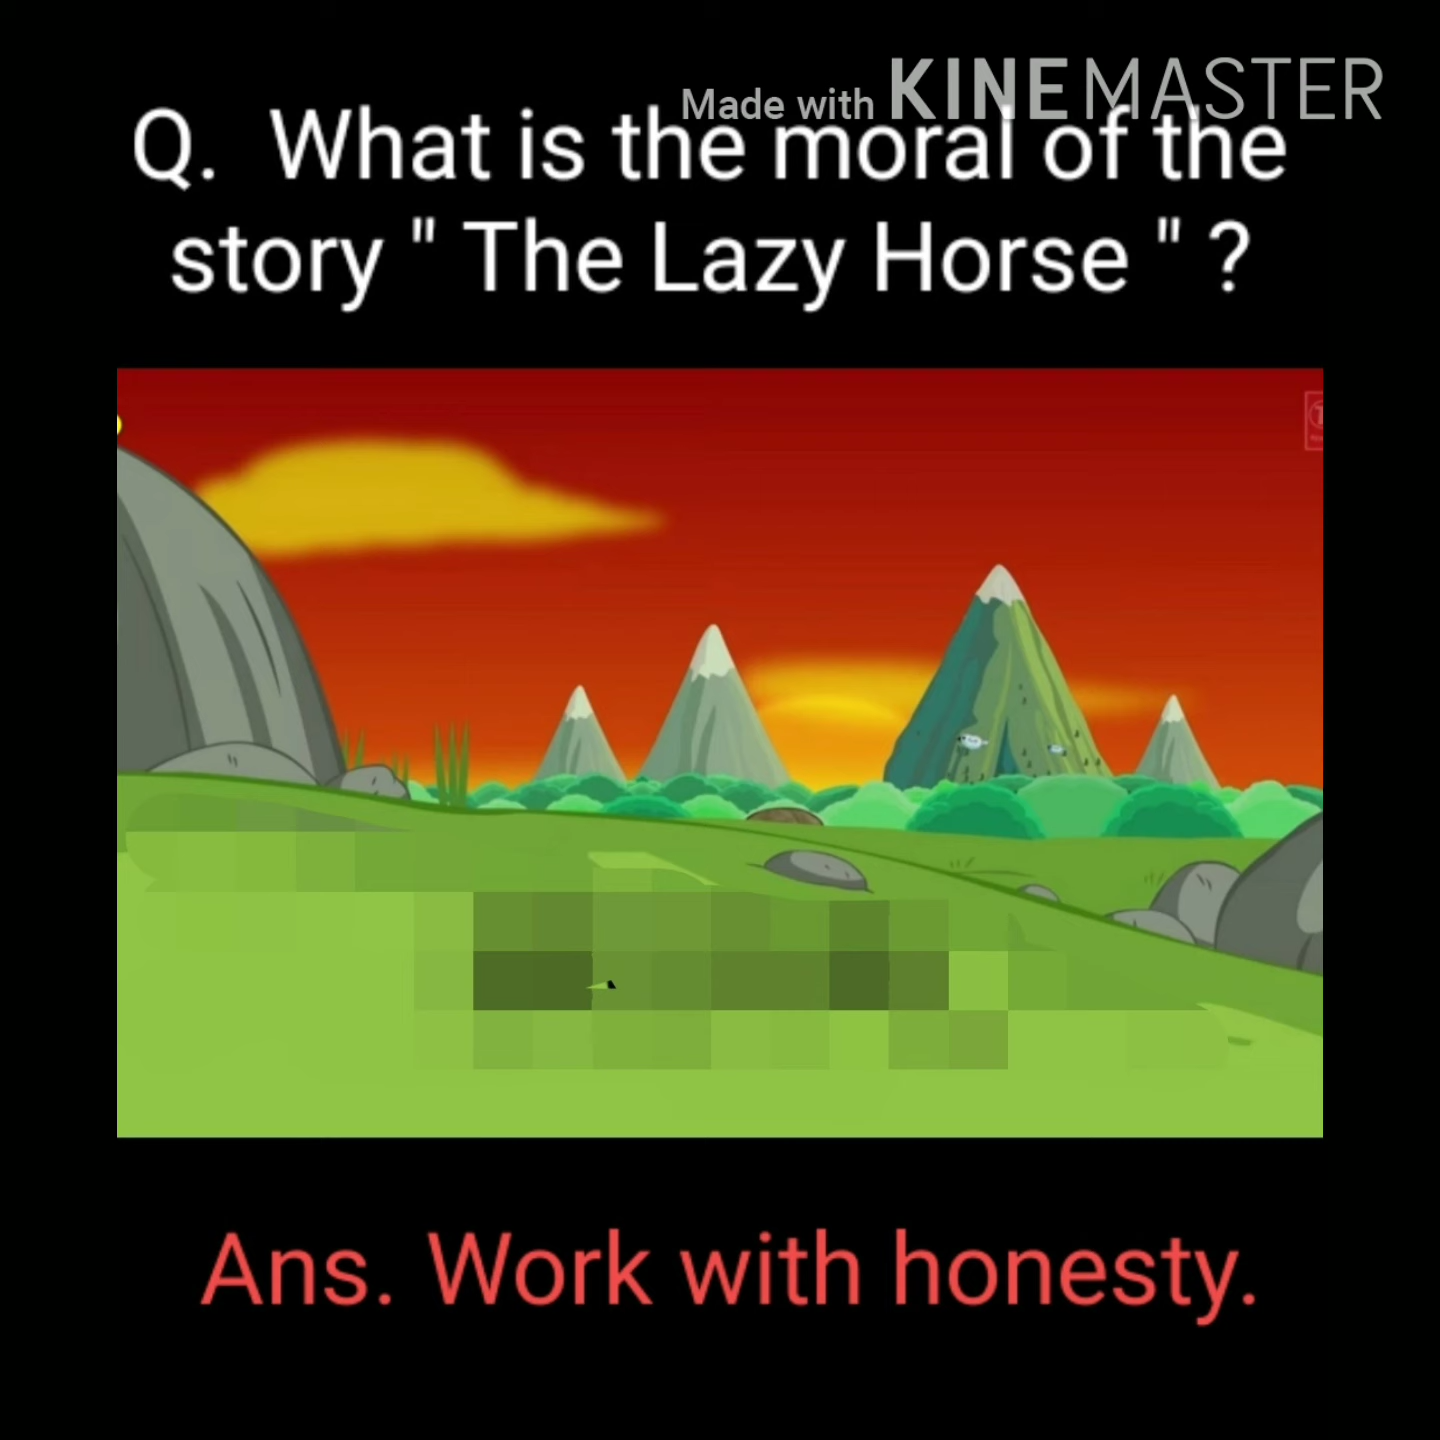 Made with KINEMASTER
Q. What is the moral of the
story " The Lazy Horse " ?
Ans. Work with honesty.